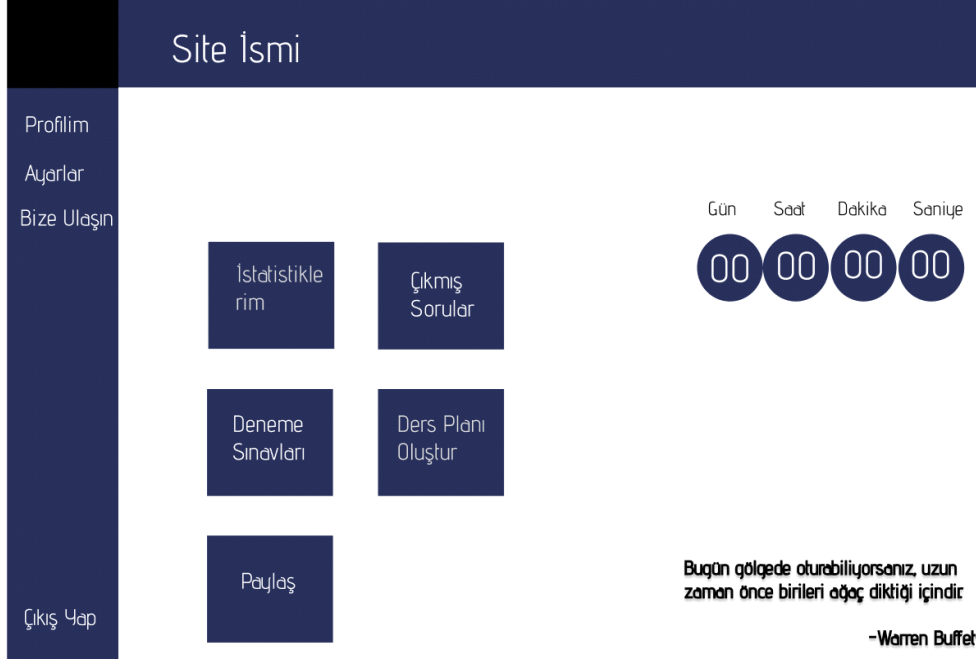 Site İsmi
Profilim
Ayarlar
Bize Ulaşın
Çıkış Yap
İstatistikle
rim
Çıkmış
Sorular
Deneme
Sınavları
Ders Planı
Oluştur
Paylaş
Gün Saat Dakika Saniye
00 00 00 00
Bugün gölgede oturabiliyorsanız, uzun
zaman önce birileri ağaç diktiği içindir.
-Warren Buffet